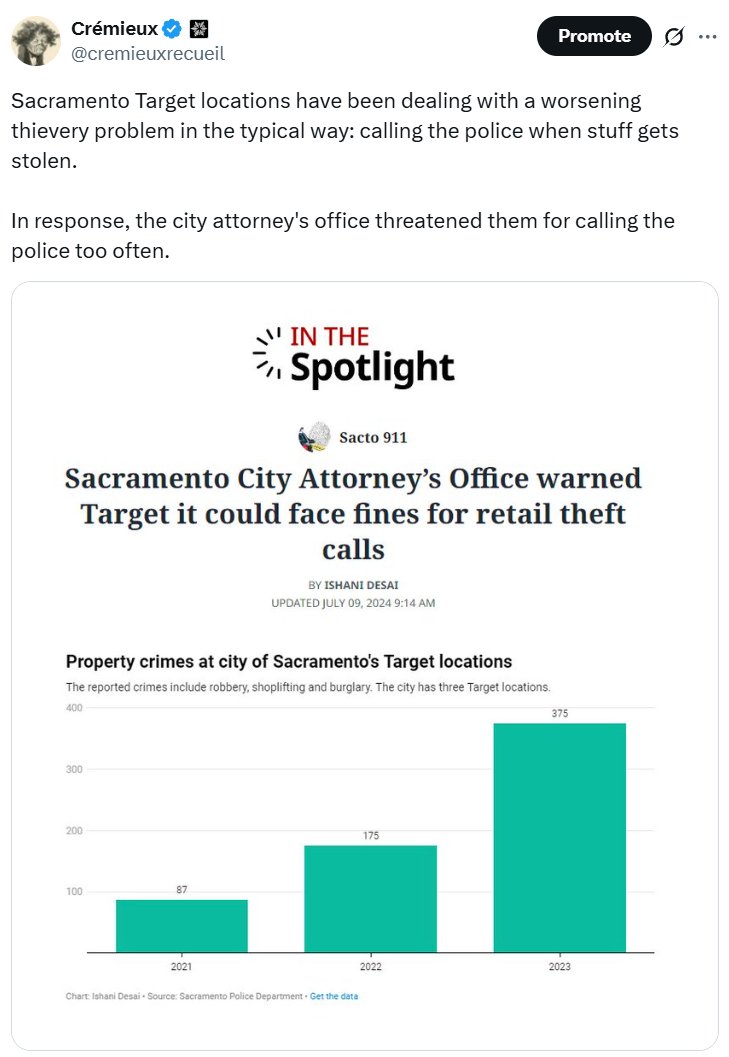 Crémieux
@cremieuxrecueil
Promote
Sacramento Target locations have been dealing with a worsening
thievery problem in the typical way: calling the police when stuff gets
stolen.
In response, the city attorney's office threatened them for calling the
police too often.
IN THE
Spotlight
Sacto 911
Sacramento City Attorney’s Office warned
Target it could face fines for retail theft
calls
BY ISHANI DESAI
UPDATED JULY 09, 2024 9:14 AM
Property crimes at city of Sacramento's Target locations
The reported crimes include robbery, shoplifting and burglary. The city has three Target locations.
400
375
300
200
175
100
87
2021
2022
2023
Chart: Ishani Desai • Source: Sacramento Police Department • Get the data